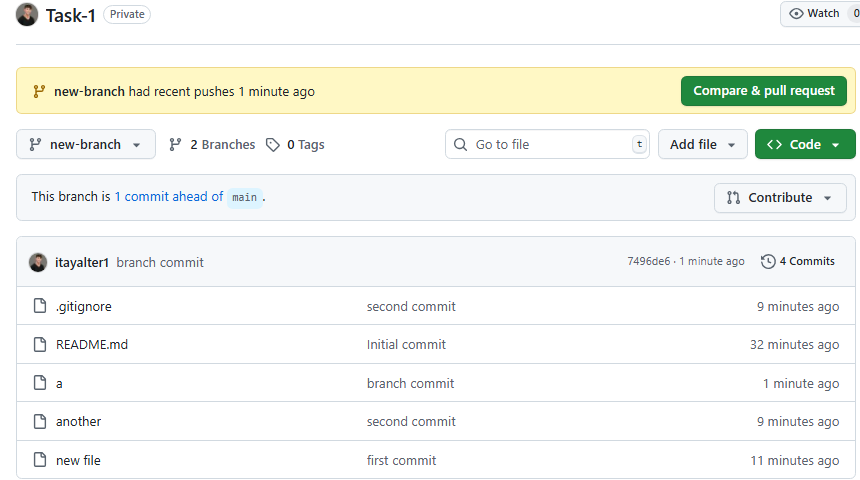 Task-1 Private Watch 0
new-branch had recent pushes 1 minute ago Compare & pull request
new-branch 2 Branches 0 Tags Go to file t Add file <> Code
This branch is 1 commit ahead of main . Contribute
itayalter1 branch commit 7496de6 · 1 minute ago 4 Commits
.gitignore second commit 9 minutes ago
README.md Initial commit 32 minutes ago
a branch commit 1 minute ago
another second commit 9 minutes ago
new file first commit 11 minutes ago